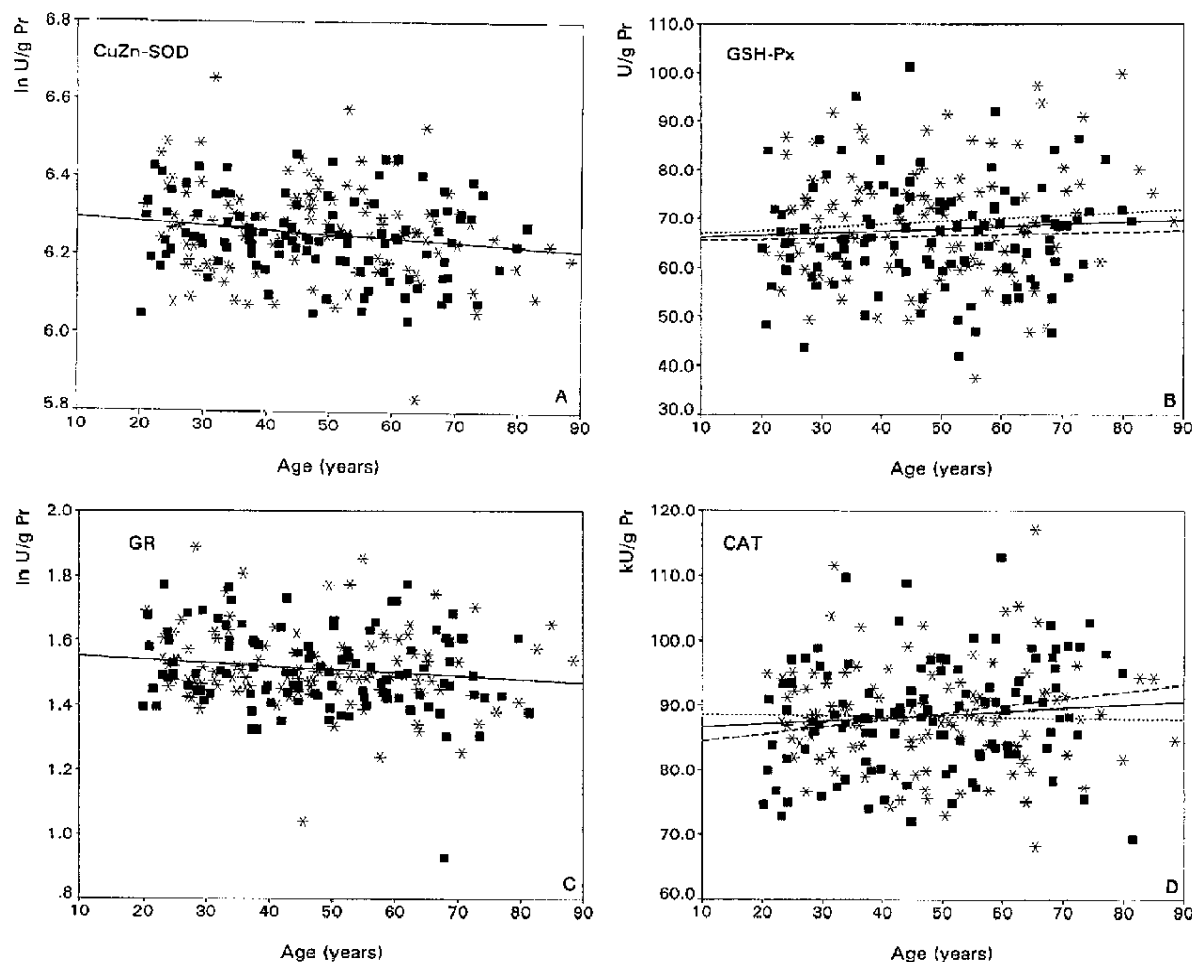 6.8
6.6
6.4
6.2
6.0
5.8
ln U/g Pr
CuZn-SOD
A
10 20 30 40 50 60 70 80 90
Age (years)
110.0
100.0
90.0
80.0
70.0
60.0
50.0
40.0
30.0
U/g Pr
GSH-Px
B
10 20 30 40 50 60 70 80 90
Age (years)
2.0
1.8
1.6
1.4
1.2
1.0
.8
ln U/g Pr
GR
C
10 20 30 40 50 60 70 80 90
Age (years)
120.0
110.0
100.0
90.0
80.0
70.0
60.0
kU/g Pr
CAT
D
10 20 30 40 50 60 70 80 90
Age (years)